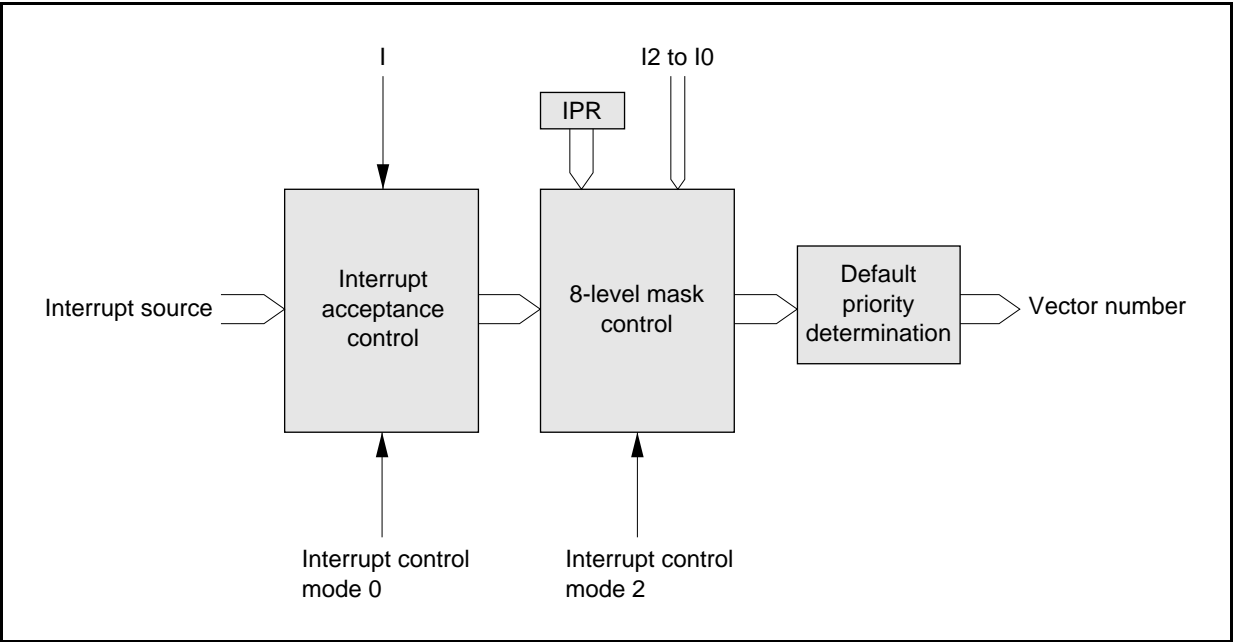 I
I2 to I0
IPR
Interrupt source
Interrupt
acceptance
control
8-level mask
control
Default
priority
determination
Vector number
Interrupt control
mode 0
Interrupt control
mode 2